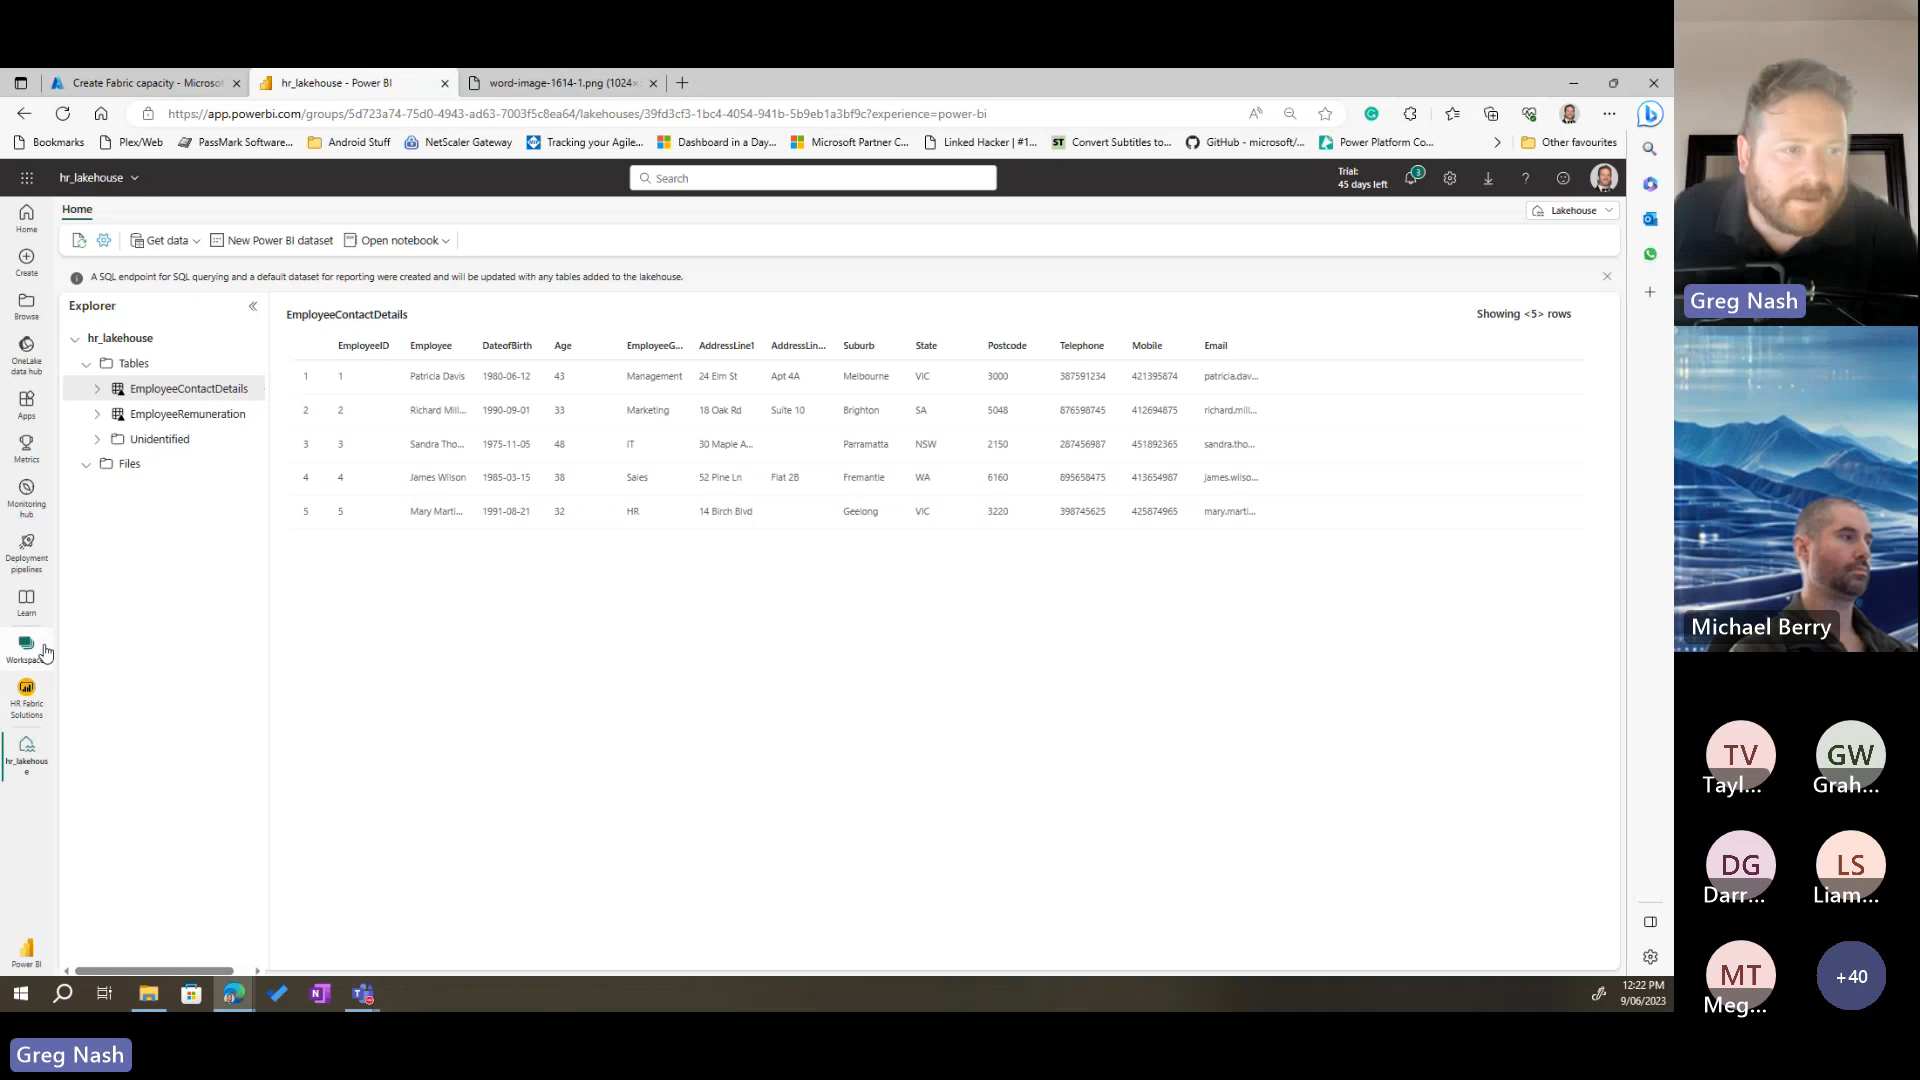 Create Fabric capacity - Microsof
hr_lakehouse - Power BI
word-image-1614-1.png (1024×
https://app.powerbi.com/groups/5d723a74-75d0-4943-ad63-7003f5c8ea64/lakehouses/39fd3cf3-1bc4-4054-941b-5b9eb1a3bf9c?experience=power-bi
Bookmarks Plex/Web PassMark Software... Android Stuff NetScaler Gateway Tracking your Agile... Dashboard in a Day... Microsoft Partner C... Linked Hacker | #1... ST Convert Subtitles to... GitHub - microsoft/... Power Platform Co... Other favourites
hr_lakehouse
Search
Trial:
45 days left
3
Home
Lakehouse
Get data New Power BI dataset Open notebook
A SQL endpoint for SQL querying and a default dataset for reporting were created and will be updated with any tables added to the lakehouse.
Home
Create
Browse
OneLake
data hub
Apps
Metrics
Monitoring
hub
Deployment
pipelines
Learn
Workspac
HR Fabric
Solutions
hr_lakehous
e
Power BI
Explorer
hr_lakehouse
Tables
EmployeeContactDetails
EmployeeRemuneration
Unidentified
Files
EmployeeContactDetails
Showing <5> rows
EmployeeID Employee DateofBirth Age EmployeeG... AddressLine1 AddressLin... Suburb State Postcode Telephone Mobile Email
1 1 Patricia Davis 1980-06-12 43 Management 24 Elm St Apt 4A Melbourne VIC 3000 387591234 421395874 patricia.dav...
2 2 Richard Mill... 1990-09-01 33 Marketing 18 Oak Rd Suite 10 Brighton SA 5048 876598745 412694875 richard.mill...
3 3 Sandra Tho... 1975-11-05 48 IT 30 Maple A... Parramatta NSW 2150 287456987 451892365 sandra.tho...
4 4 James Wilson 1985-03-15 38 Sales 52 Pine Ln Flat 2B Fremantle WA 6160 895658475 413654987 james.wilso...
5 5 Mary Marti... 1991-08-21 32 HR 14 Birch Blvd Geelong VIC 3220 398745625 425874965 mary.marti...
12:22 PM
9/06/2023
Greg Nash
Greg Nash
Michael Berry
TV
Tayl...
GW
Grah...
DG
Darr...
LS
Liam...
MT
Meg...
+40